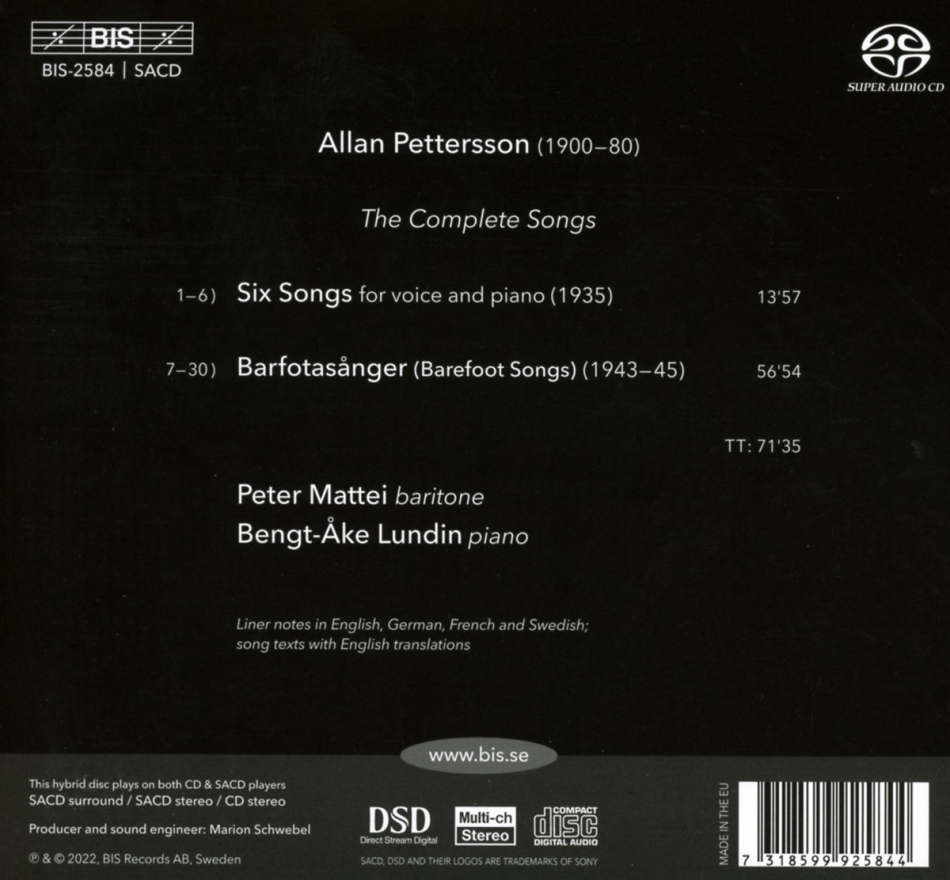 BIS
BIS-2584 | SACD
SUPER AUDIO CD
Allan Pettersson (1900–80)
The Complete Songs
1–6) Six Songs for voice and piano (1935) 13'57
7–30) Barfotasånger (Barefoot Songs) (1943–45) 56'54
TT: 71'35
Peter Mattei baritone
Bengt-Åke Lundin piano
Liner notes in English, German, French and Swedish;
song texts with English translations
www.bis.se
This hybrid disc plays on both CD & SACD players
SACD surround / SACD stereo / CD stereo
Producer and sound engineer: Marion Schwebel
℗ & © 2022, BIS Records AB, Sweden
DSD
Direct Stream Digital
Multi-ch
Stereo
COMPACT
disc
DIGITAL AUDIO
SACD, DSD AND THEIR LOGOS ARE TRADEMARKS OF SONY
MADE IN THE EU
7 318599 925844